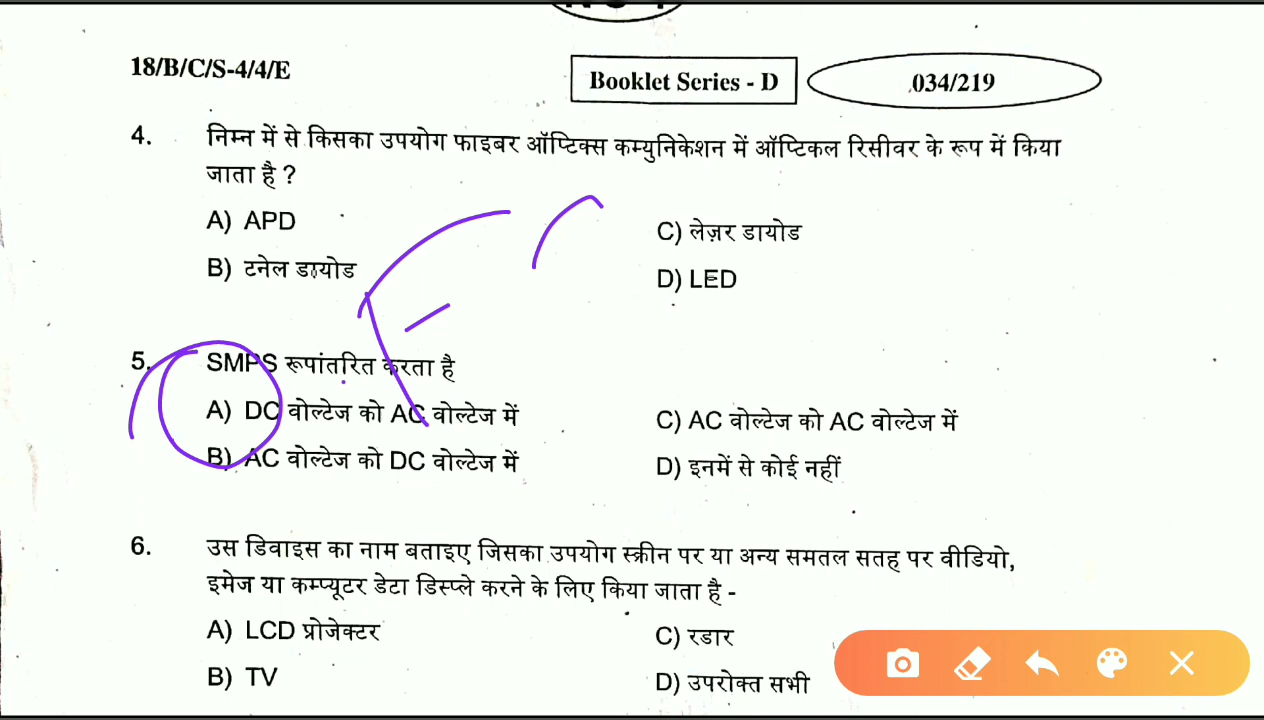 18/B/C/S-4/4/E
Booklet Series - D
034/219
4. निम्न में से किसका उपयोग फाइबर ऑप्टिक्स कम्युनिकेशन में ऑप्टिकल रिसीवर के रूप में किया
जाता है ?
A) APD
C) लेज़र डायोड
B) टनेल डायोड
D) LED
5. SMPS रूपांतरित करता है
A) DC वोल्टेज को AC वोल्टेज में
C) AC वोल्टेज को AC वोल्टेज में
B) AC वोल्टेज को DC वोल्टेज में
D) इनमें से कोई नहीं
6. उस डिवाइस का नाम बताइए जिसका उपयोग स्क्रीन पर या अन्य समतल सतह पर वीडियो,
इमेज या कम्प्यूटर डेटा डिस्प्ले करने के लिए किया जाता है -
A) LCD प्रोजेक्टर
C) रडार
B) TV
D) उपरोक्त सभी